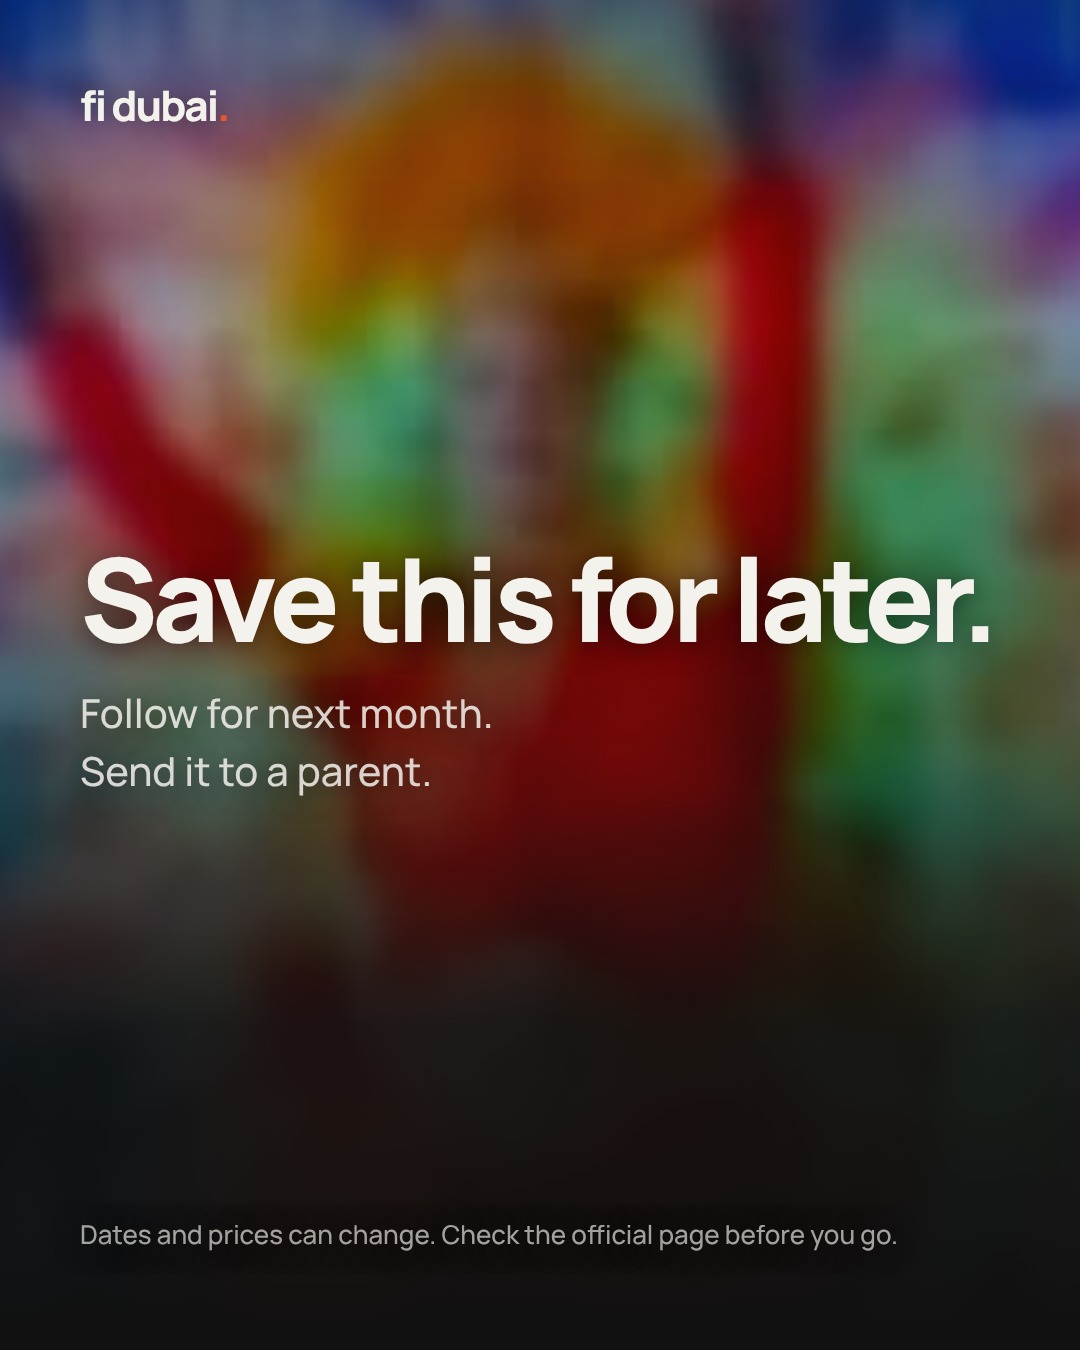 fi dubai.
Save this for later.
Follow for next month.
Send it to a parent.
Dates and prices can change. Check the official page before you go.